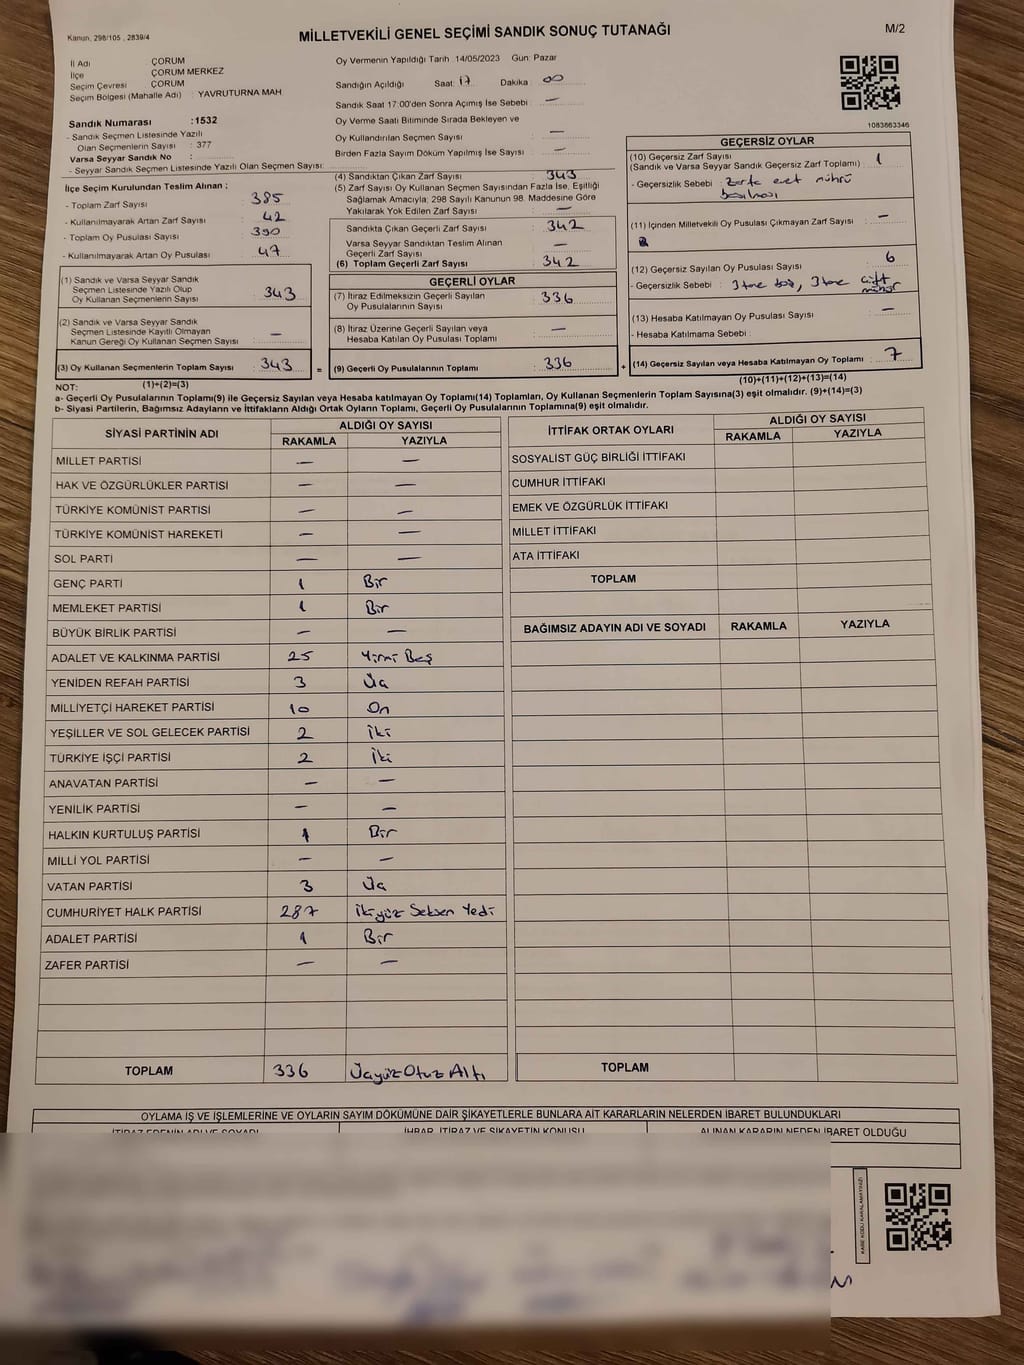 Kanun, 298/105 , 2839/4
MİLLETVEKİLİ GENEL SEÇİMİ SANDIK SONUÇ TUTANAĞI
M/2
İl Adı : ÇORUM
İlçe : ÇORUM MERKEZ
Seçim Çevresi : ÇORUM
Seçim Bölgesi (Mahalle Adı) : YAVRUTURNA MAH
Sandık Numarası :1532
- Sandık Seçmen Listesinde Yazılı
Olan Seçmenlerin Sayısı : 377
Varsa Seyyar Sandık No :
- Seyyar Sandık Seçmen Listesinde Yazılı Olan Seçmen Sayısı:
İlçe Seçim Kurulundan Teslim Alınan ;
- Toplam Zarf Sayısı : 385
- Kullanılmayarak Artan Zarf Sayısı : 42
- Toplam Oy Pusulası Sayısı : 390
- Kullanılmayarak Artan Oy Pusulası : 47
(1) Sandık ve Varsa Seyyar Sandık
Seçmen Listesinde Yazılı Olup
Oy Kullanan Seçmenlerin Sayısı : 343
(2) Sandık ve Varsa Seyyar Sandık
Seçmen Listesinde Kayıtlı Olmayan
Kanun Gereği Oy Kullanan Seçmen Sayısı : —
(3) Oy Kullanan Seçmenlerin Toplam Sayısı : 343
(1)+(2)=(3)
Oy Vermenin Yapıldığı Tarih :14/05/2023 Gün: Pazar
Sandığın Açıldığı Saat: 17 Dakika: 00
Sandık Saat 17:00'den Sonra Açımış İse Sebebi : —
Oy Verme Saati Bitiminde Sırada Bekleyen ve
Oy Kullandırılan Seçmen Sayısı : —
Birden Fazla Sayım Döküm Yapılmış İse Sayısı : —
(4) Sandıktan Çıkan Zarf Sayısı : 343
(5) Zarf Sayısı Oy Kullanan Seçmen Sayısından Fazla İse, Eşitliği
Sağlamak Amacıyla; 298 Sayılı Kanunun 98. Maddesine Göre
Yakılarak Yok Edilen Zarf Sayısı : —
Sandıkta Çıkan Geçerli Zarf Sayısı : 342
Varsa Seyyar Sandıktan Teslim Alınan
Geçerli Zarf Sayısı : —
(6) Toplam Geçerli Zarf Sayısı : 342
GEÇERLİ OYLAR
(7) İtiraz Edilmeksizin Geçerli Sayılan
Oy Pusulalarının Sayısı : 336
(8) İtiraz Üzerine Geçerli Sayılan veya
Hesaba Katılan Oy Pusulası Toplamı : —
= (9) Geçerli Oy Pusulalarının Toplamı : 336
1083863346
GEÇERSİZ OYLAR
(10) Geçersiz Zarf Sayısı
(Sandık ve Varsa Seyyar Sandık Geçersiz Zarf Toplamı) : 1
- Geçersizlik Sebebi : Zarfa evet mührü
basılması
(11) İçinden Milletvekili Oy Pusulası Çıkmayan Zarf Sayısı : —
(12) Geçersiz Sayılan Oy Pusulası Sayısı : 6
- Geçersizlik Sebebi : 3 tane boş, 3 tane çift
mühür
(13) Hesaba Katılmayan Oy Pusulası Sayısı : —
- Hesaba Katılmama Sebebi :
+ (14) Geçersiz Sayılan veya Hesaba Katılmayan Oy Toplamı : 7
(10)+(11)+(12)+(13)=(14)
NOT:
a- Geçerli Oy Pusulalarının Toplamı(9) ile Geçersiz Sayılan veya Hesaba Katılmayan Oy Toplamı(14) Toplamları, Oy Kullanan Seçmenlerin Toplam Sayısına(3) eşit olmalıdır. (9)+(14)=(3)
b- Siyasi Partilerin, Bağımsız Adayların ve İttifakların Aldığı Ortak Oyların Toplamı, Geçerli Oy Pusulalarının Toplamına(9) eşit olmalıdır.
SİYASİ PARTİNİN ADI ALDIĞI OY SAYISI
RAKAMLA YAZIYLA
MİLLET PARTİSİ — —
HAK VE ÖZGÜRLÜKLER PARTİSİ — —
TÜRKİYE KOMÜNİST PARTİSİ — —
TÜRKİYE KOMÜNİST HAREKETİ — —
SOL PARTİ — —
GENÇ PARTİ 1 Bir
MEMLEKET PARTİSİ 1 Bir
BÜYÜK BİRLİK PARTİSİ — —
ADALET VE KALKINMA PARTİSİ 25 Yirmi Beş
YENİDEN REFAH PARTİSİ 3 Üç
MİLLİYETÇİ HAREKET PARTİSİ 10 On
YEŞİLLER VE SOL GELECEK PARTİSİ 2 İki
TÜRKİYE İŞÇİ PARTİSİ 2 İki
ANAVATAN PARTİSİ — —
YENİLİK PARTİSİ — —
HALKIN KURTULUŞ PARTİSİ 1 Bir
MİLLİ YOL PARTİSİ — —
VATAN PARTİSİ 3 Üç
CUMHURİYET HALK PARTİSİ 287 İkiyüz Seksen Yedi
ADALET PARTİSİ 1 Bir
ZAFER PARTİSİ — —
TOPLAM 336 Üçyüz Otuz Altı
İTTİFAK ORTAK OYLARI ALDIĞI OY SAYISI
RAKAMLA YAZIYLA
SOSYALİST GÜÇ BİRLİĞİ İTTİFAKI
CUMHUR İTTİFAKI
EMEK VE ÖZGÜRLÜK İTTİFAKI
MİLLET İTTİFAKI
ATA İTTİFAKI
TOPLAM
BAĞIMSIZ ADAYIN ADI VE SOYADI RAKAMLA YAZIYLA
TOPLAM
OYLAMA İŞ VE İŞLEMLERİNE VE OYLARIN SAYIM DÖKÜMÜNE DAİR ŞİKAYETLERLE BUNLARA AİT KARARLARIN NELERDEN İBARET BULUNDUKLARI
İTİRAZ EDENİN ADI VE SOYADI İHBAR, İTİRAZ VE ŞİKAYETİN KONUSU ALINAN KARARIN NEDEN İBARET OLDUĞU
KARE KODU KARALAMAYINIZ!